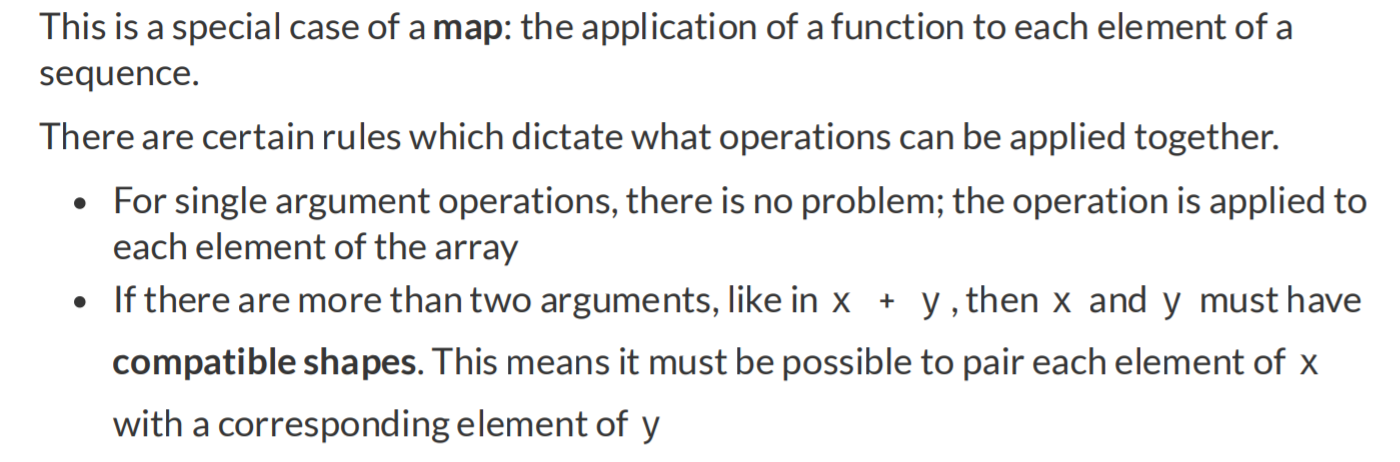 This is a special case of a map: the application of a function to each element of a
sequence.
There are certain rules which dictate what operations can be applied together.
• For single argument operations, there is no problem; the operation is applied to
each element of the array
• If there are more than two arguments, like in x + y , then x and y must have
compatible shapes. This means it must be possible to pair each element of x
with a corresponding element of y